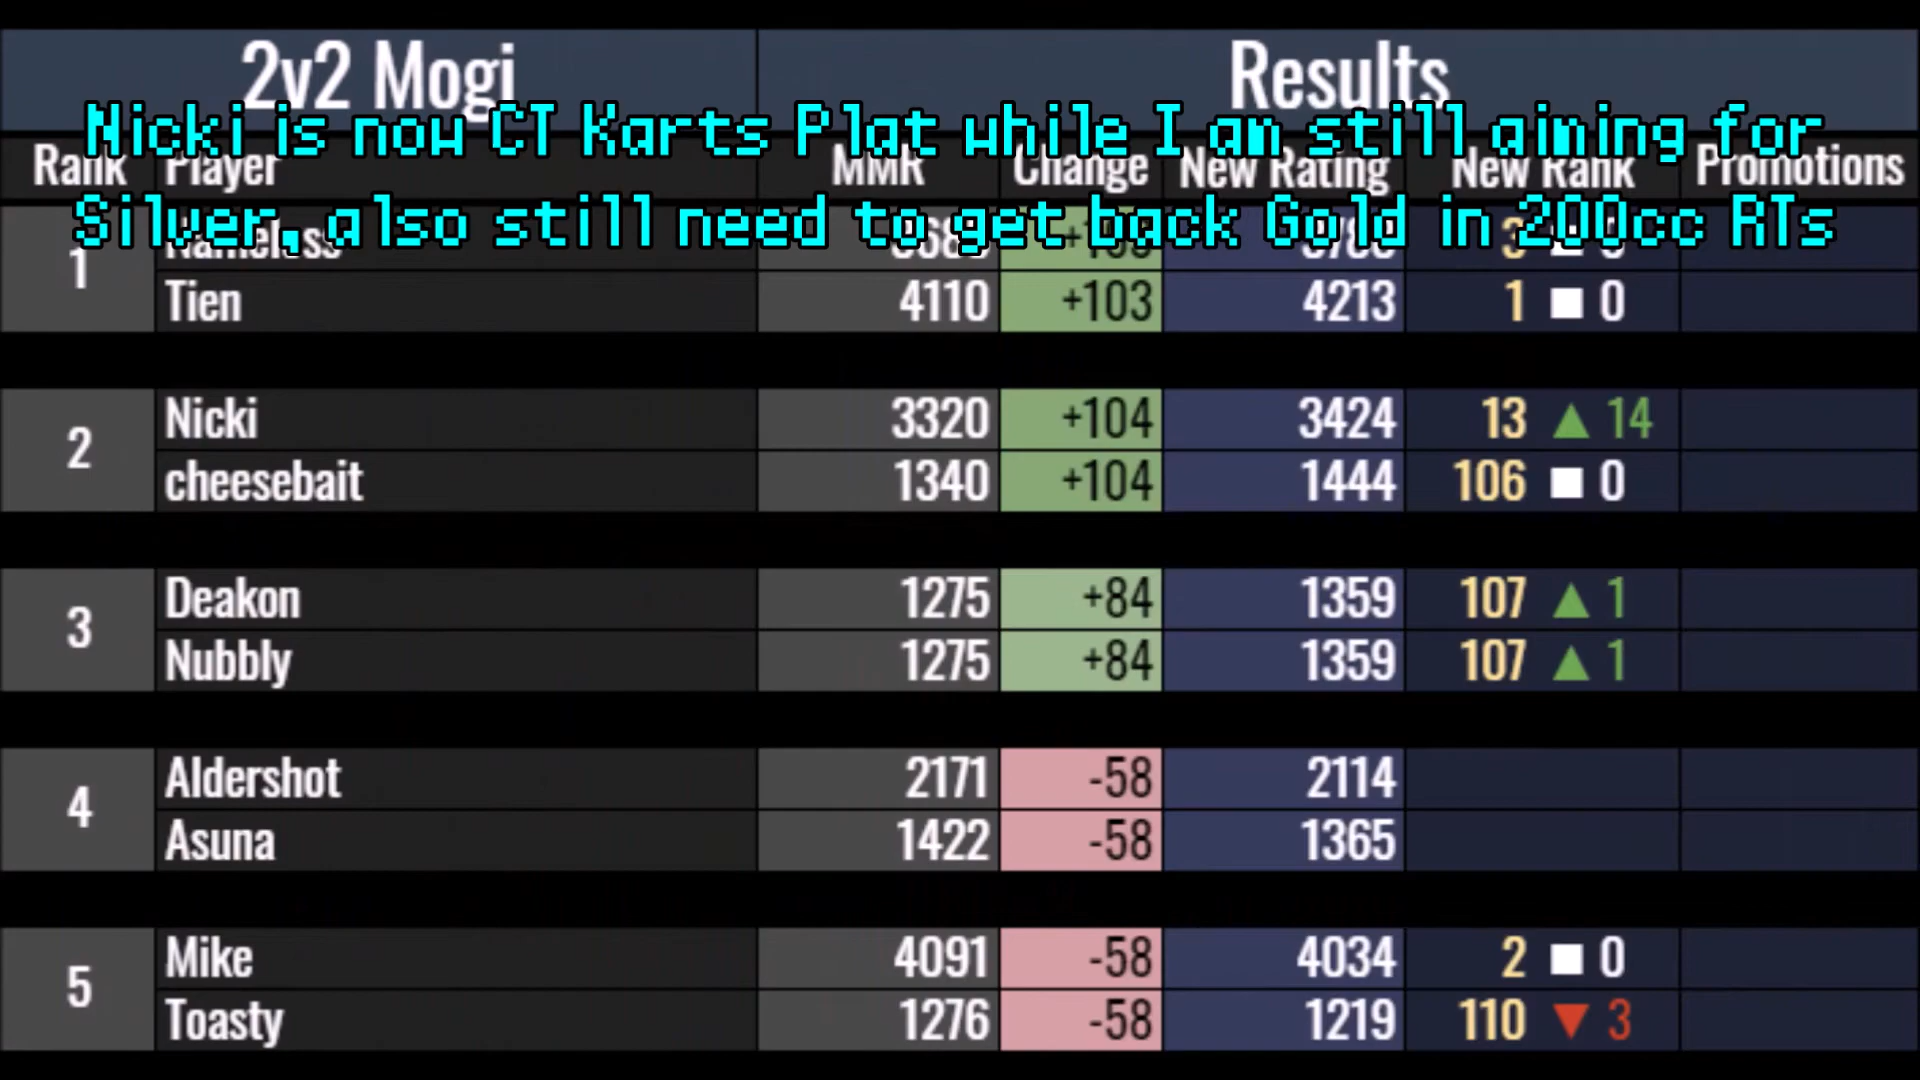 2v2 Mogi Results
Nicki is now CT Karts Plat while I am still aiming for
Rank Player MMR Change New Rating New Rank Promotions
Silver, also still need to get back Gold in 200cc RTs
1 Nameless
Tien 4110 +103 4213 1 ■ 0
2 Nicki 3320 +104 3424 13 ▲ 14
cheesebait 1340 +104 1444 106 ■ 0
3 Deakon 1275 +84 1359 107 ▲ 1
Nubbly 1275 +84 1359 107 ▲ 1
4 Aldershot 2171 -58 2114
Asuna 1422 -58 1365
5 Mike 4091 -58 4034 2 ■ 0
Toasty 1276 -58 1219 110 ▼ 3